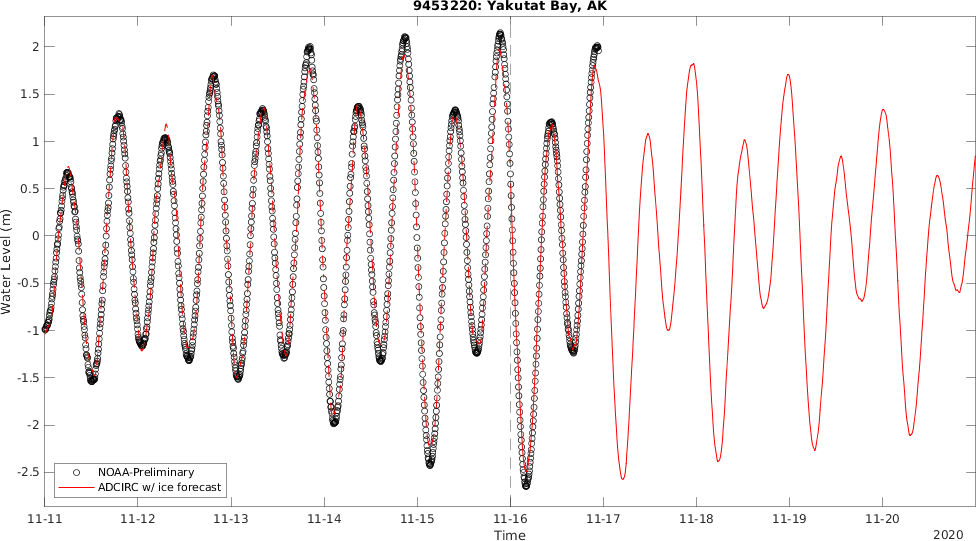 9453220: Yakutat Bay, AK
Water Level (m)
2
1.5
1
0.5
0
-0.5
-1
-1.5
-2
-2.5
NOAA-Preliminary
ADCIRC w/ ice forecast
11-11 11-12 11-13 11-14 11-15 11-16 11-17 11-18 11-19 11-20
Time
2020